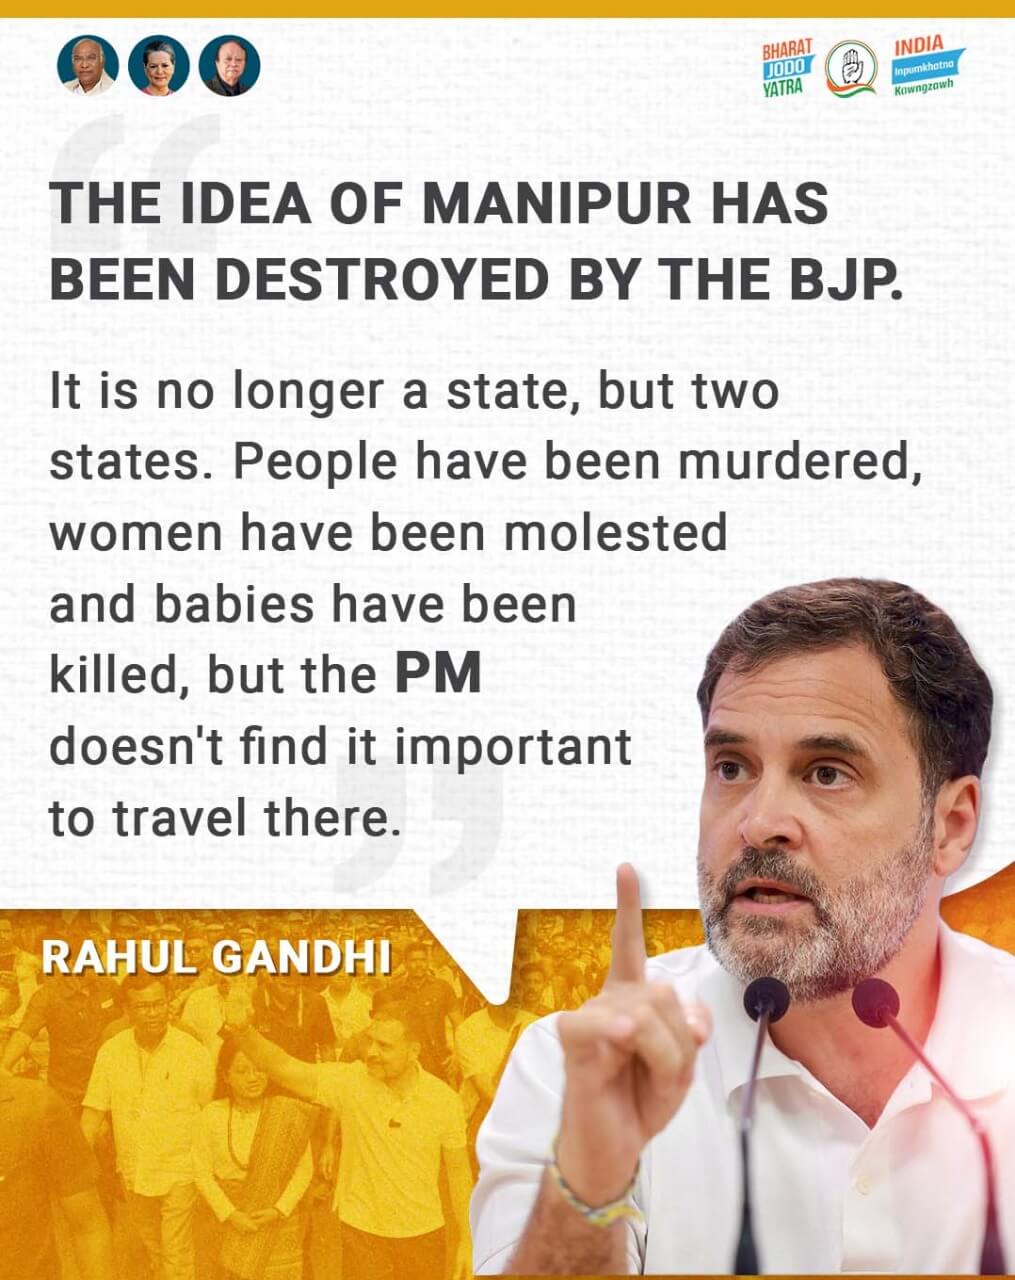 BHARAT
JODO
YATRA
INDIA
Inpumkhatna
Kawngzawh
THE IDEA OF MANIPUR HAS
BEEN DESTROYED BY THE BJP.
It is no longer a state, but two
states. People have been murdered,
women have been molested
and babies have been
killed, but the PM
doesn't find it important
to travel there.
RAHUL GANDHI